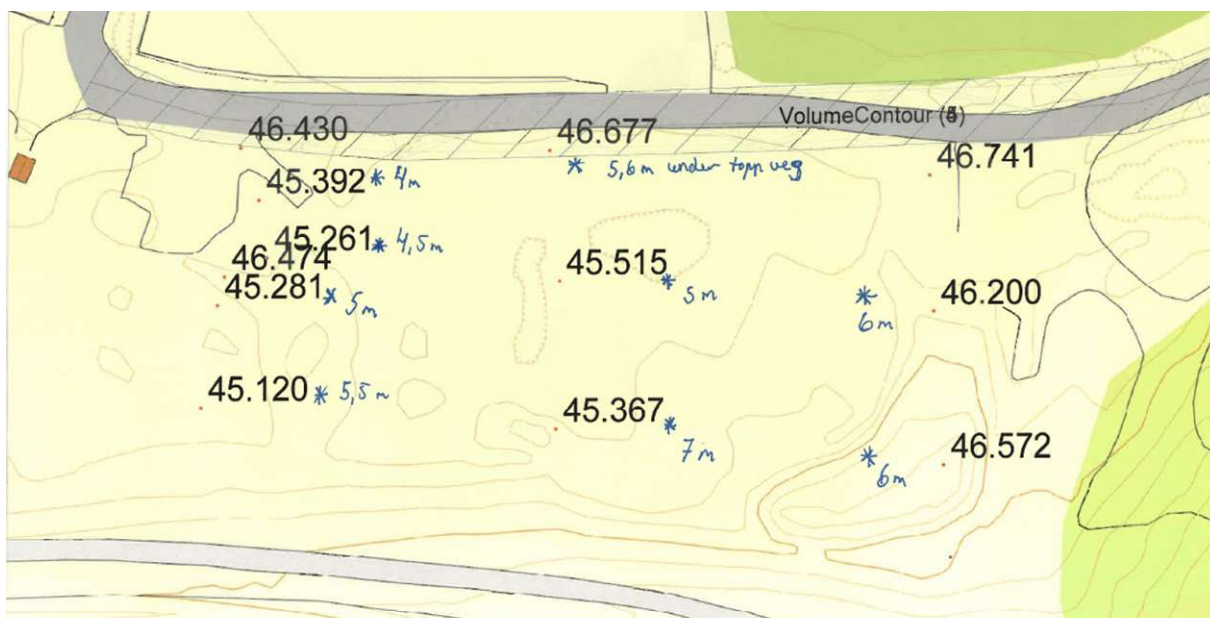 VolumeContour
46.430
46.677
46.741
5,6m under topp veg
45.392
4m
45.261
4,5m
46.474
45.515
45.281
5m
5m
46.200
6m
45.120
5,5m
45.367
7m
46.572
6m